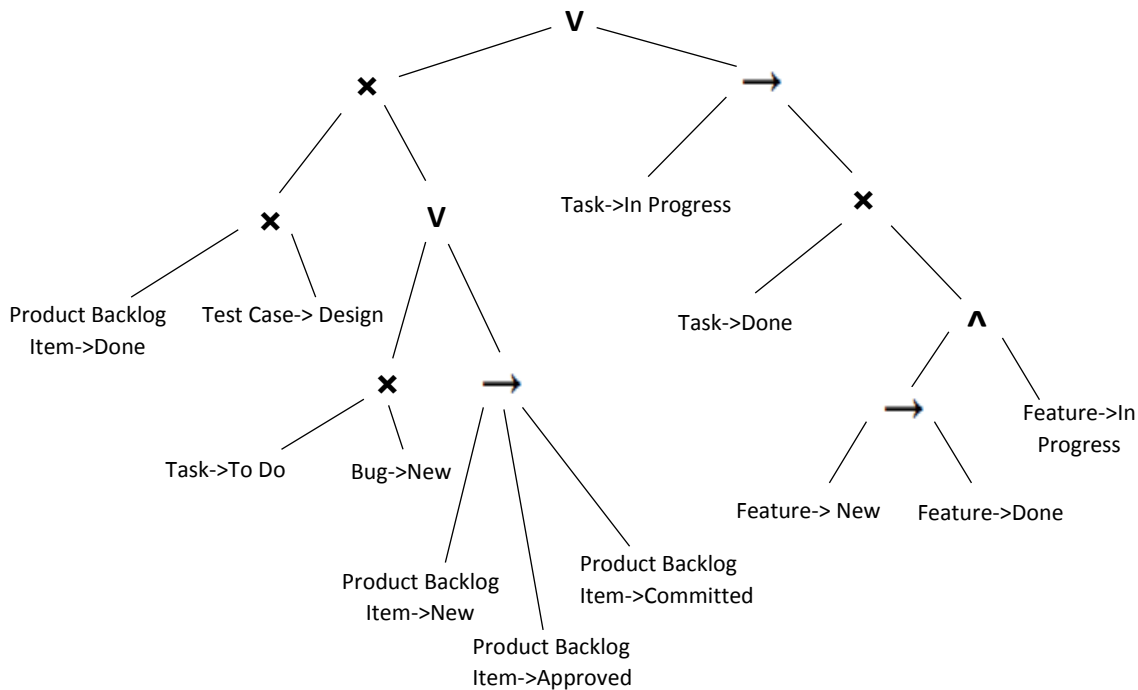 V
×
→
Task->In Progress
×
×
V
Product Backlog
Item->Done
Test Case-> Design
Task->Done
Λ
×
→
→
Feature->In
Progress
Task->To Do
Bug->New
Feature-> New
Feature->Done
Product Backlog
Item->New
Product Backlog
Item->Committed
Product Backlog
Item->Approved